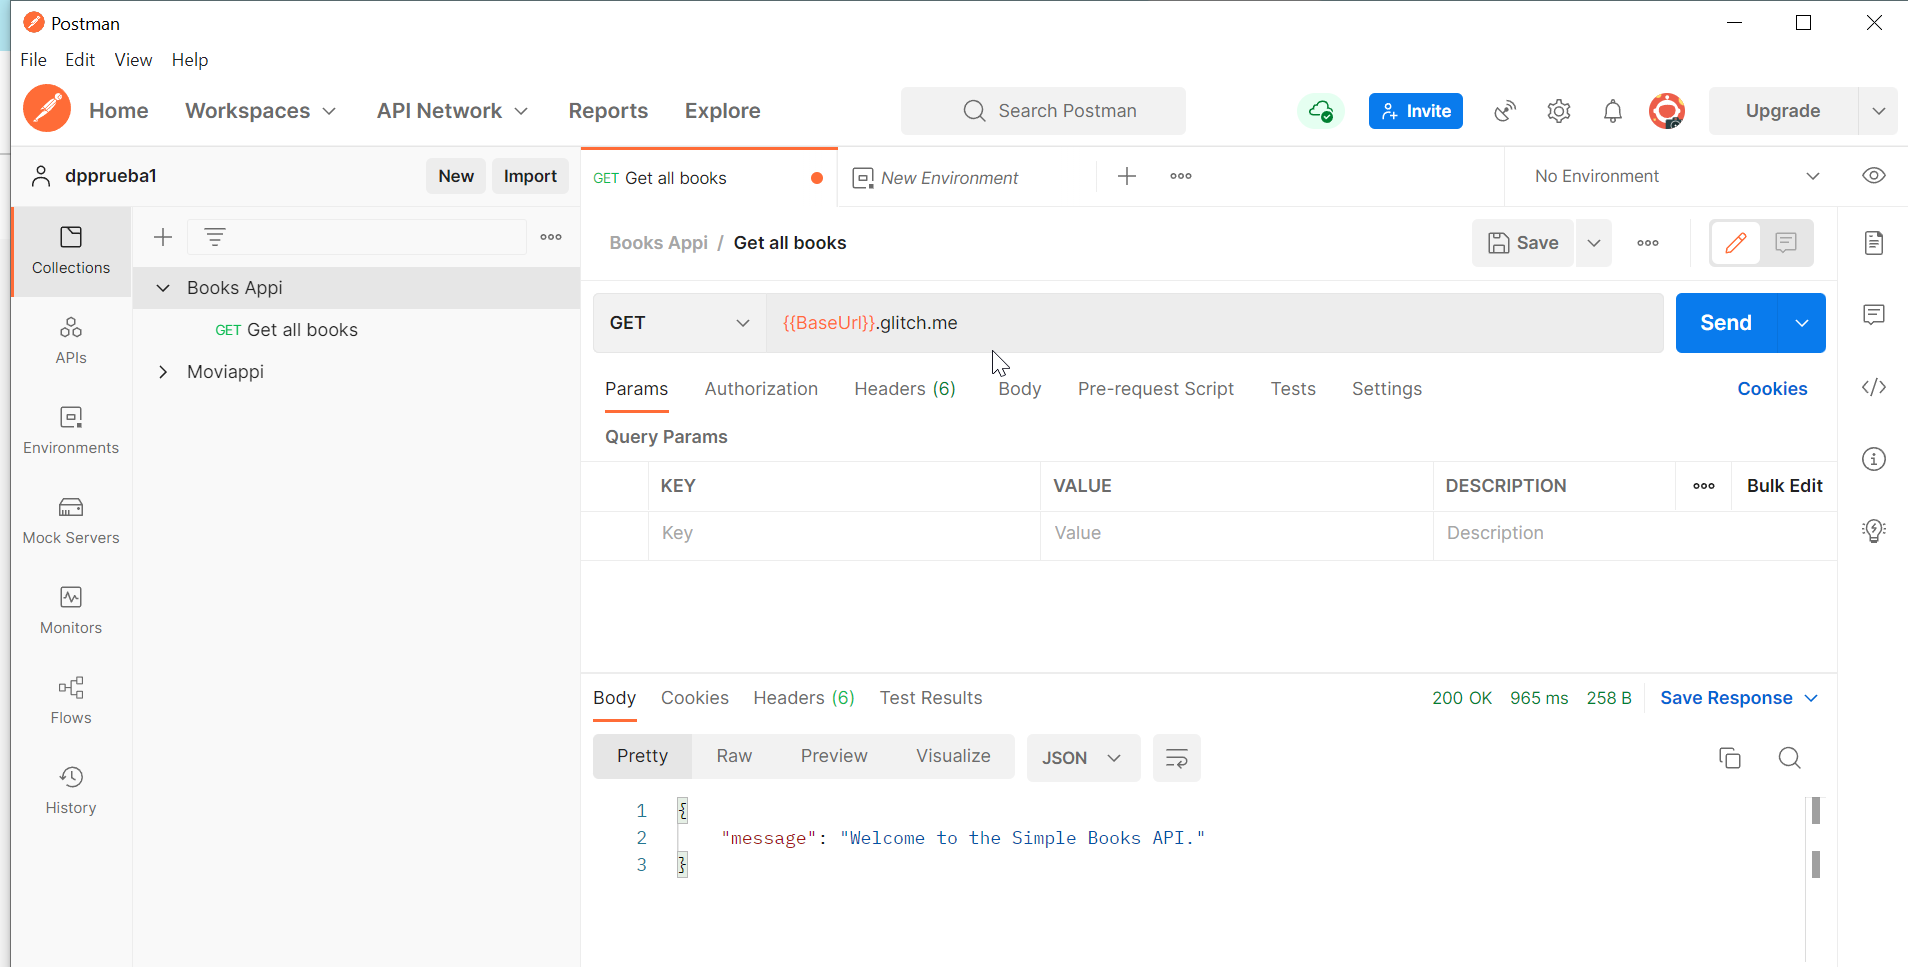 Postman
File Edit View Help
Home Workspaces API Network Reports Explore Search Postman Invite Upgrade
dpprueba1 New Import GET Get all books New Environment No Environment
Collections
APIs
Environments
Mock Servers
Monitors
Flows
History
Books Appi
GET Get all books
Moviappi
Books Appi / Get all books Save
GET {{BaseUrl}}.glitch.me Send
Params Authorization Headers (6) Body Pre-request Script Tests Settings Cookies
Query Params
KEY VALUE DESCRIPTION Bulk Edit
Key Value Description
Body Cookies Headers (6) Test Results 200 OK 965 ms 258 B Save Response
Pretty Raw Preview Visualize JSON
1 {
2 "message": "Welcome to the Simple Books API."
3 }